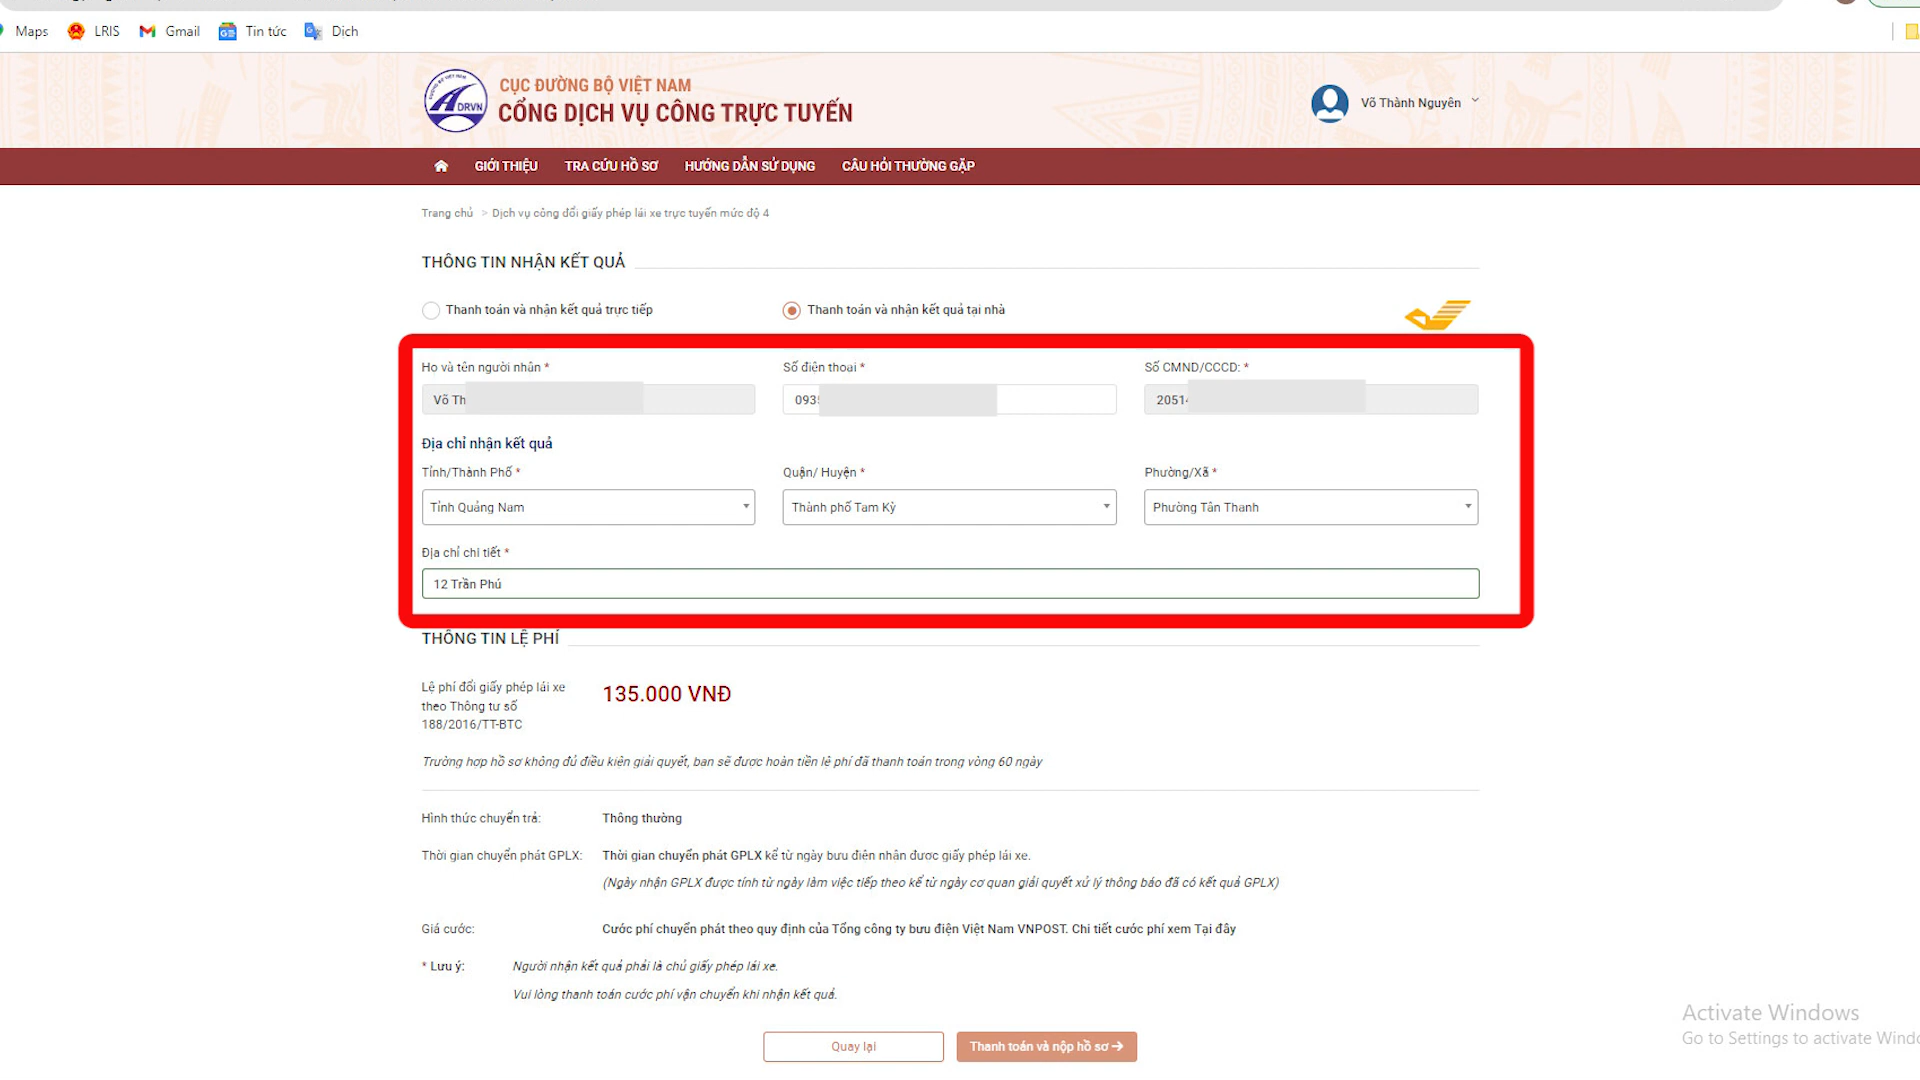 Maps LRIS Gmail Tin tức Dich
CỤC ĐƯỜNG BỘ VIỆT NAM
CỔNG DỊCH VỤ CÔNG TRỰC TUYẾN
DRVN
Võ Thành Nguyên
GIỚI THIỆU TRA CỨU HỒ SƠ HƯỚNG DẪN SỬ DỤNG CÂU HỎI THƯỜNG GẶP
Trang chủ > Dịch vụ công đổi giấy phép lái xe trực tuyến mức độ 4
THÔNG TIN NHẬN KẾT QUẢ
Thanh toán và nhận kết quả trực tiếp Thanh toán và nhận kết quả tại nhà
Họ và tên người nhận * Số điện thoại * Số CMND/CCCD: *
Võ Th 093 2051
Địa chỉ nhận kết quả
Tỉnh/Thành Phố * Quận/ Huyện * Phường/Xã *
Tỉnh Quảng Nam Thành phố Tam Kỳ Phường Tân Thạnh
Địa chỉ chi tiết *
12 Trần Phú
THÔNG TIN LỆ PHÍ
Lệ phí đổi giấy phép lái xe
theo Thông tư số
188/2016/TT-BTC
135.000 VNĐ
Trường hợp hồ sơ không đủ điều kiện giải quyết, bạn sẽ được hoàn tiền lệ phí đã thanh toán trong vòng 60 ngày
Hình thức chuyển trả: Thông thường
Thời gian chuyển phát GPLX: Thời gian chuyển phát GPLX kể từ ngày bưu điện nhận được giấy phép lái xe.
(Ngày nhận GPLX được tính từ ngày làm việc tiếp theo kể từ ngày cơ quan giải quyết xử lý thông báo đã có kết quả GPLX)
Giá cước: Cước phí chuyển phát theo quy định của Tổng công ty bưu điện Việt Nam VNPOST. Chi tiết cước phí xem Tại đây
* Lưu ý: Người nhận kết quả phải là chủ giấy phép lái xe.
Vui lòng thanh toán cước phí vận chuyển khi nhận kết quả.
Quay lại Thanh toán và nộp hồ sơ →
Activate Windows
Go to Settings to activate Windo